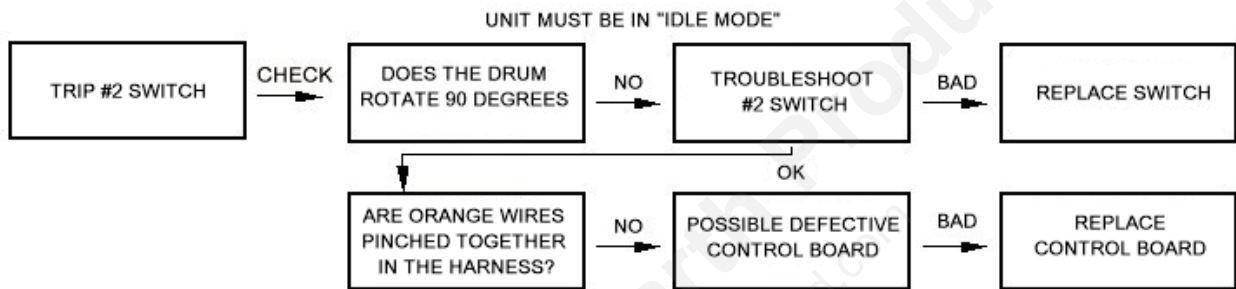 UNIT MUST BE IN "IDLE MODE"
TRIP #2 SWITCH
CHECK
DOES THE DRUM
ROTATE 90 DEGREES
NO
TROUBLESHOOT
#2 SWITCH
BAD
REPLACE SWITCH
OK
ARE ORANGE WIRES
PINCHED TOGETHER
IN THE HARNESS?
NO
POSSIBLE DEFECTIVE
CONTROL BOARD
BAD
REPLACE
CONTROL BOARD